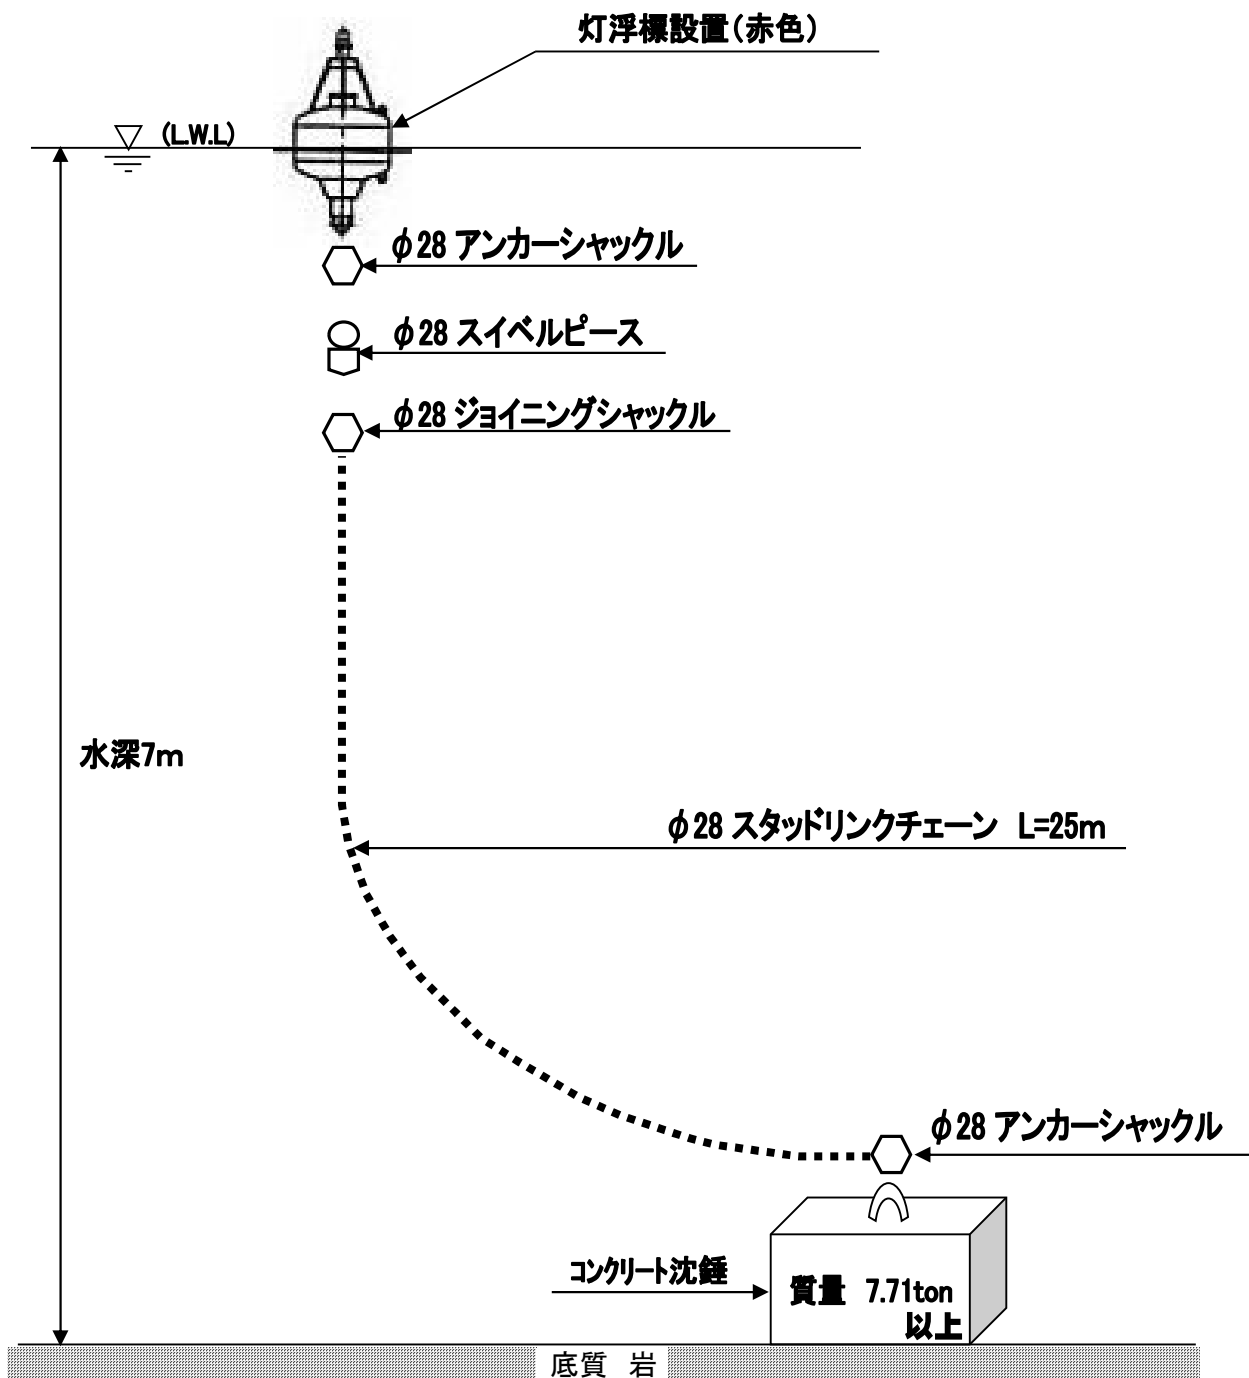 灯浮標設置（赤色）
(L.W.L)
φ28 アンカーシャックル
φ28 スイベルピース
φ28 ジョイニングシャックル
水深7m
φ28 スタッドリンクチェーン　L=25m
φ28 アンカーシャックル
コンクリート沈錘
質量　7.71ton
以上
底質　岩